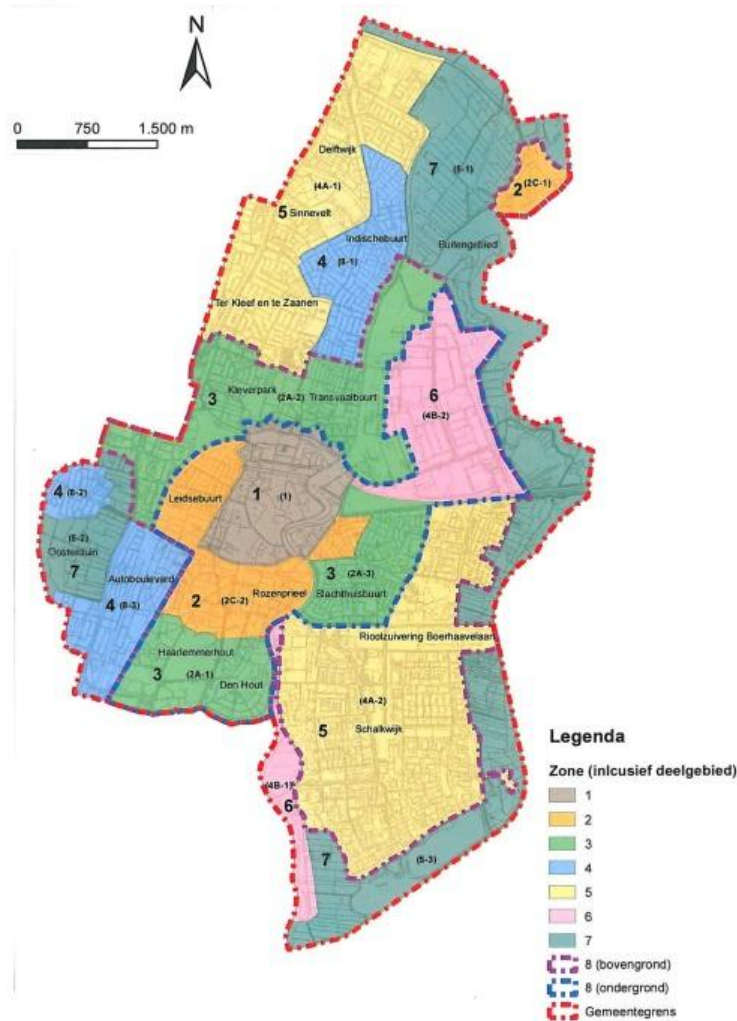 N
0 750 1.500 m
Delftwijk
7 (5-1)
2 (2C-1)
(4A-1)
5 Sinnevelt
Indischebuurt
Buitengebied
4 (8-1)
Ter Kleef en te Zaanen
Kleverpark
3 (2A-2) Transvaalbuurt
6
(4B-2)
4 (8-2)
Leidsebuurt
1 (1)
(5-2)
Oosterduin
7
Autoboulevard
4 (8-3)
3 (2A-3)
Slachthuisbuurt
Rozenprieel
2 (2C-2)
Rioolzuivering Boerhaavelaan
Haarlemmerhout
3 (2A-1)
Den Hout
(4A-2)
5
Schalkwijk
(4B-1)
6
7
(5-3)
Legenda
Zone (inlcusief deelgebied)
1
2
3
4
5
6
7
8 (bovengrond)
8 (ondergrond)
Gemeentegrens